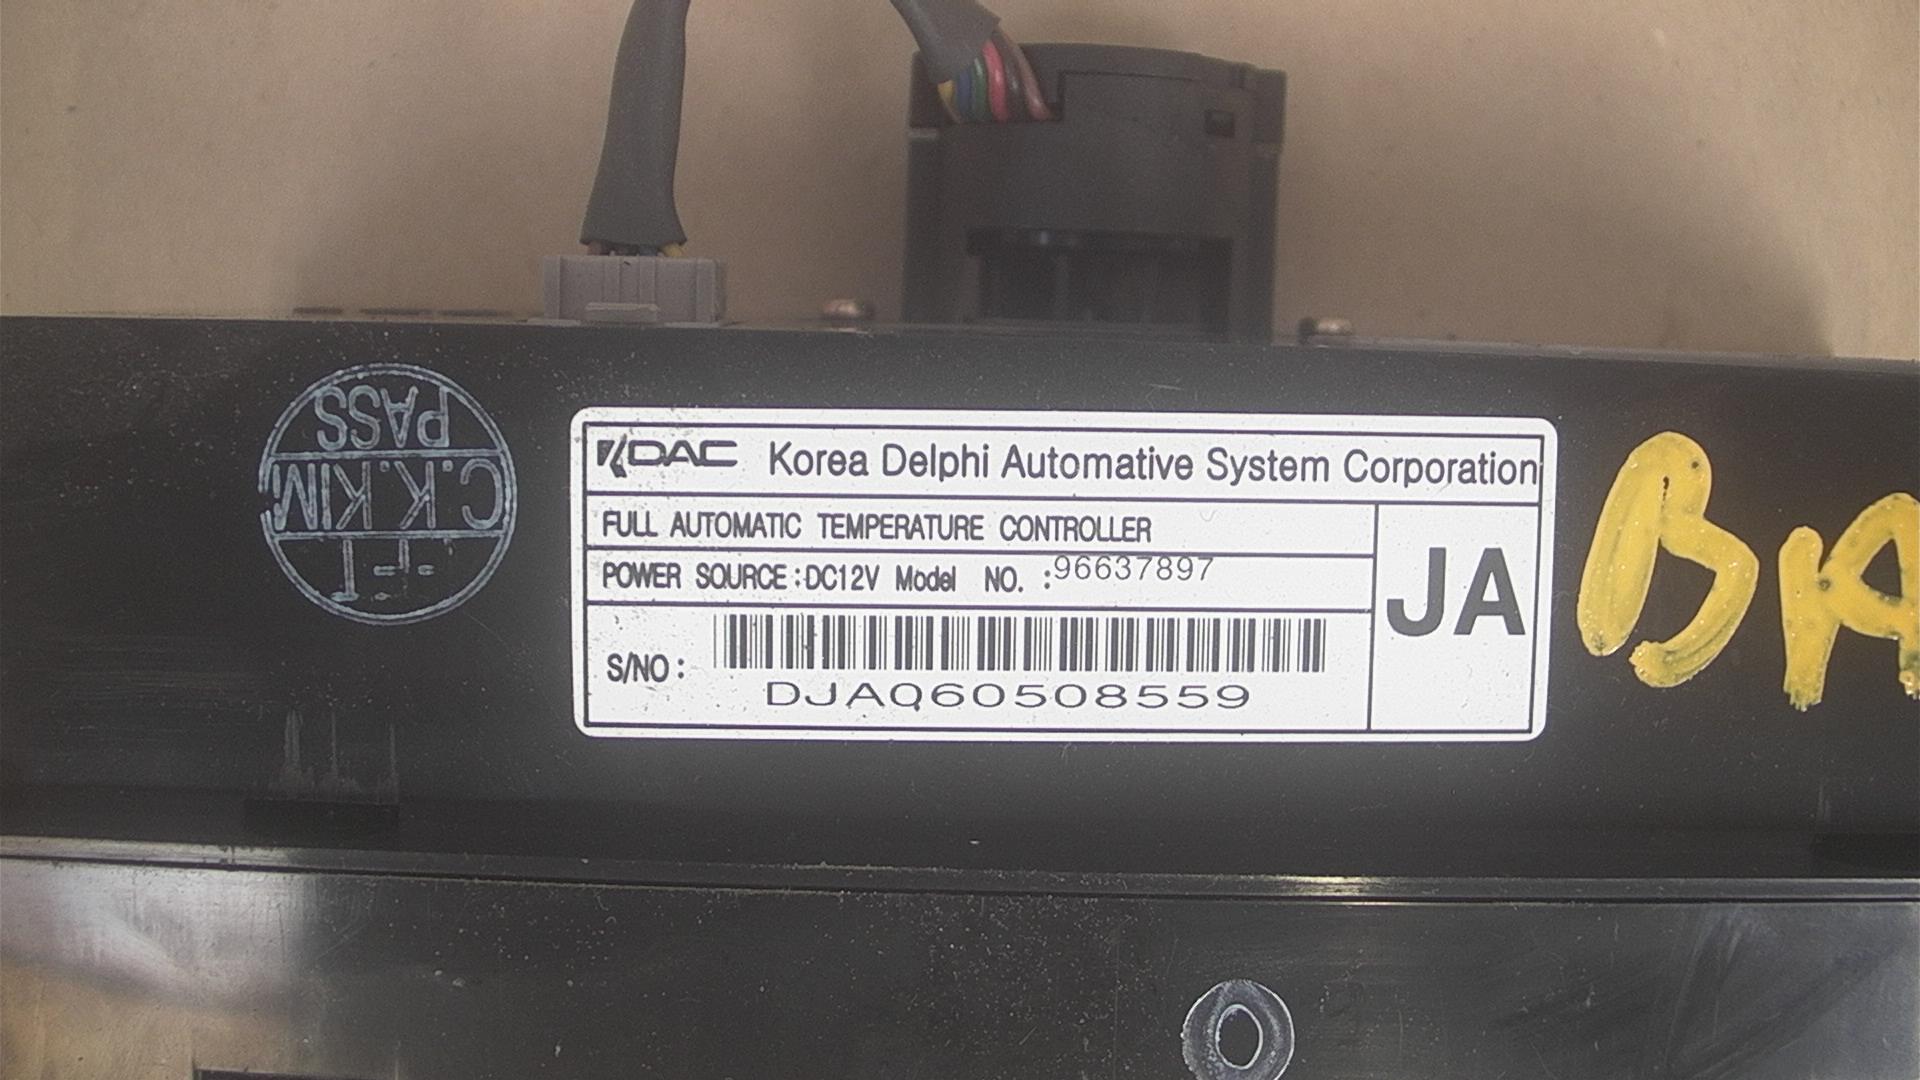 PASS
C.K.KIM
KDAC Korea Delphi Automative System Corporation
FULL AUTOMATIC TEMPERATURE CONTROLLER
POWER SOURCE:DC12V Model NO. :96637897
JA
S/NO:
DJAQ60508559